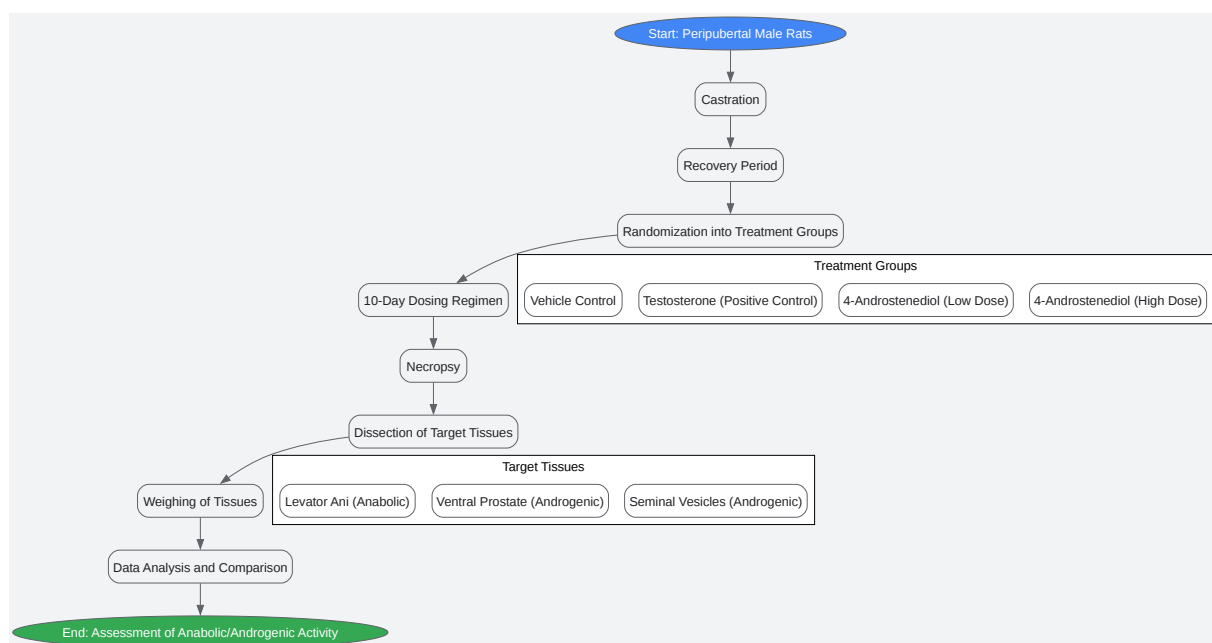 Start: Peripubertal Male Rats
Castration
Recovery Period
Randomization into Treatment Groups
Treatment Groups
10-Day Dosing Regimen
Vehicle Control
Testosterone (Positive Control)
4-Androstenediol (Low Dose)
4-Androstenediol (High Dose)
Necropsy
Dissection of Target Tissues
Target Tissues
Weighing of Tissues
Levator Ani (Anabolic)
Ventral Prostate (Androgenic)
Seminal Vesicles (Androgenic)
Data Analysis and Comparison
End: Assessment of Anabolic/Androgenic Activity